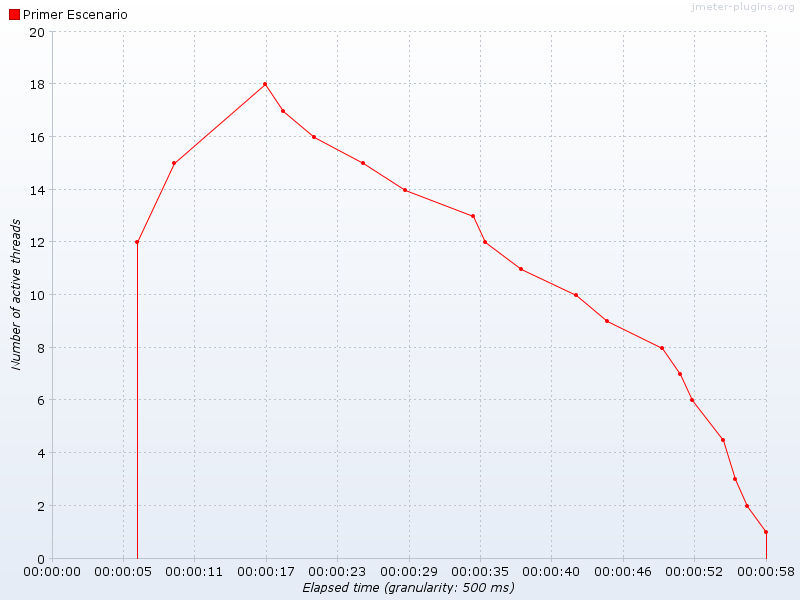 jmeter-plugins.org
Primer Escenario
20
18
16
14
12
10
8
6
4
2
0
Number of active threads
00:00:00 00:00:05 00:00:11 00:00:17 00:00:23 00:00:29 00:00:35 00:00:40 00:00:46 00:00:52 00:00:58
Elapsed time (granularity: 500 ms)